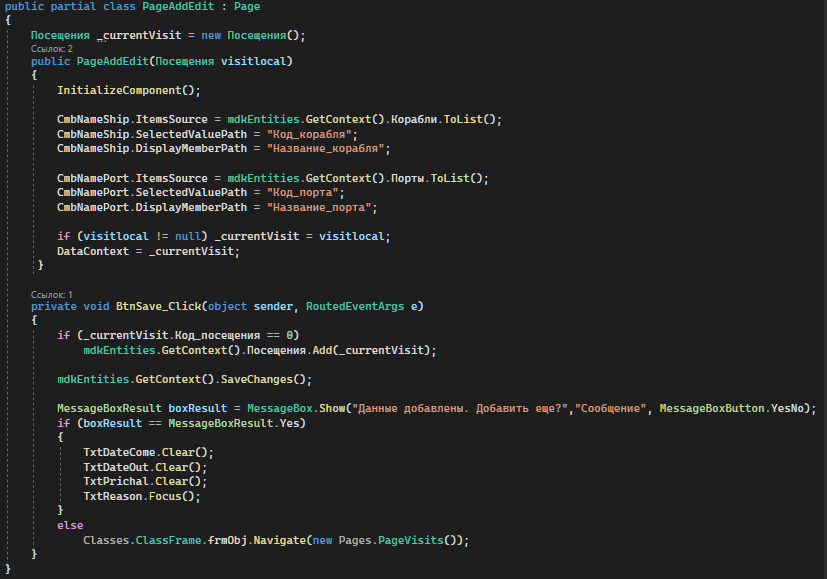 public partial class PageAddEdit : Page
{
Посещения _currentVisit = new Посещения();
Ссылок: 2
public PageAddEdit(Посещения visitlocal)
{
InitializeComponent();
CmbNameShip.ItemsSource = mdkEntities.GetContext().Корабли.ToList();
CmbNameShip.SelectedValuePath = "Код_корабля";
CmbNameShip.DisplayMemberPath = "Название_корабля";
CmbNamePort.ItemsSource = mdkEntities.GetContext().Порты.ToList();
CmbNamePort.SelectedValuePath = "Код_порта";
CmbNamePort.DisplayMemberPath = "Название_порта";
if (visitlocal != null) _currentVisit = visitlocal;
DataContext = _currentVisit;
}
Ссылок: 1
private void BtnSave_Click(object sender, RoutedEventArgs e)
{
if (_currentVisit.Код_посещения == 0)
mdkEntities.GetContext().Посещения.Add(_currentVisit);
mdkEntities.GetContext().SaveChanges();
MessageBoxResult boxResult = MessageBox.Show("Данные добавлены. Добавить еще?","Сообщение", MessageBoxButton.YesNo);
if (boxResult == MessageBoxResult.Yes)
{
TxtDateCome.Clear();
TxtDateOut.Clear();
TxtPrichal.Clear();
TxtReason.Focus();
}
else
Classes.ClassFrame.frmObj.Navigate(new Pages.PageVisits());
}
}